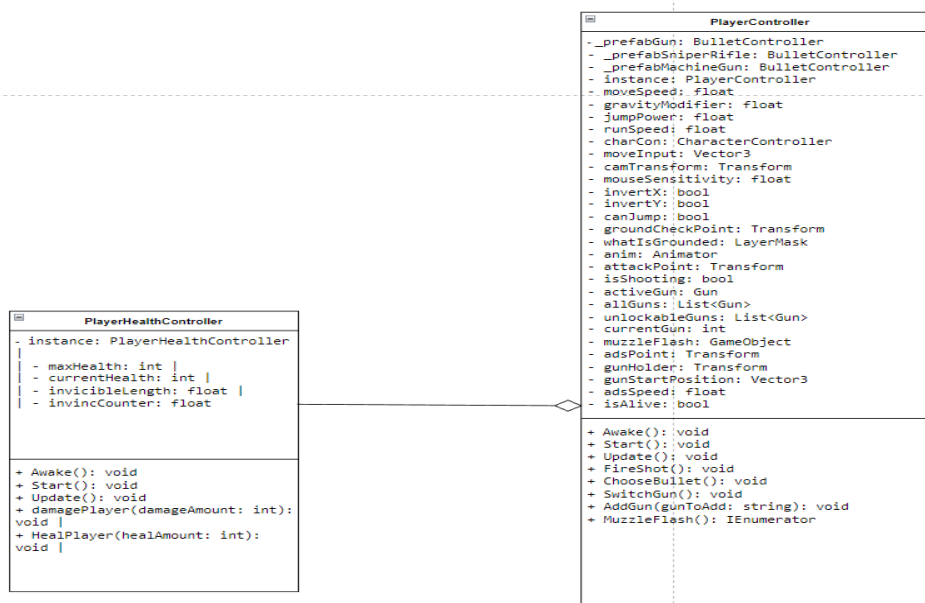 PlayerController
-_prefabGun: BulletController
- _prefabSniperRifle: BulletController
- _prefabMachineGun: BulletController
- instance: PlayerController
- moveSpeed: float
- gravityModifier: float
- jumpPower: float
- runSpeed: float
- charCon: CharacterController
- moveInput: Vector3
- camTransform: Transform
- mouseSensitivity: float
- invertX: bool
- invertY: bool
- canJump: bool
- groundCheckPoint: Transform
- whatIsGrounded: LayerMask
- anim: Animator
- attackPoint: Transform
- isShooting: bool
- activeGun: Gun
- allGuns: List<Gun>
- unlockableGuns: List<Gun>
- currentGun: int
- muzzleFlash: GameObject
- adsPoint: Transform
- gunHolder: Transform
- gunStartPosition: Vector3
- adsSpeed: float
- isAlive: bool
+ Awake(): void
+ Start(): void
+ Update(): void
+ FireShot(): void
+ ChooseBullet(): void
+ SwitchGun(): void
+ AddGun(gunToAdd: string): void
+ MuzzleFlash(): IEnumerator
PlayerHealthController
- instance: PlayerHealthController
|
| - maxHealth: int |
| - currentHealth: int |
| - invicibleLength: float |
| - invincCounter: float
+ Awake(): void
+ Start(): void
+ Update(): void
+ damagePlayer(damageAmount: int):
void |
+ HealPlayer(healAmount: int):
void |